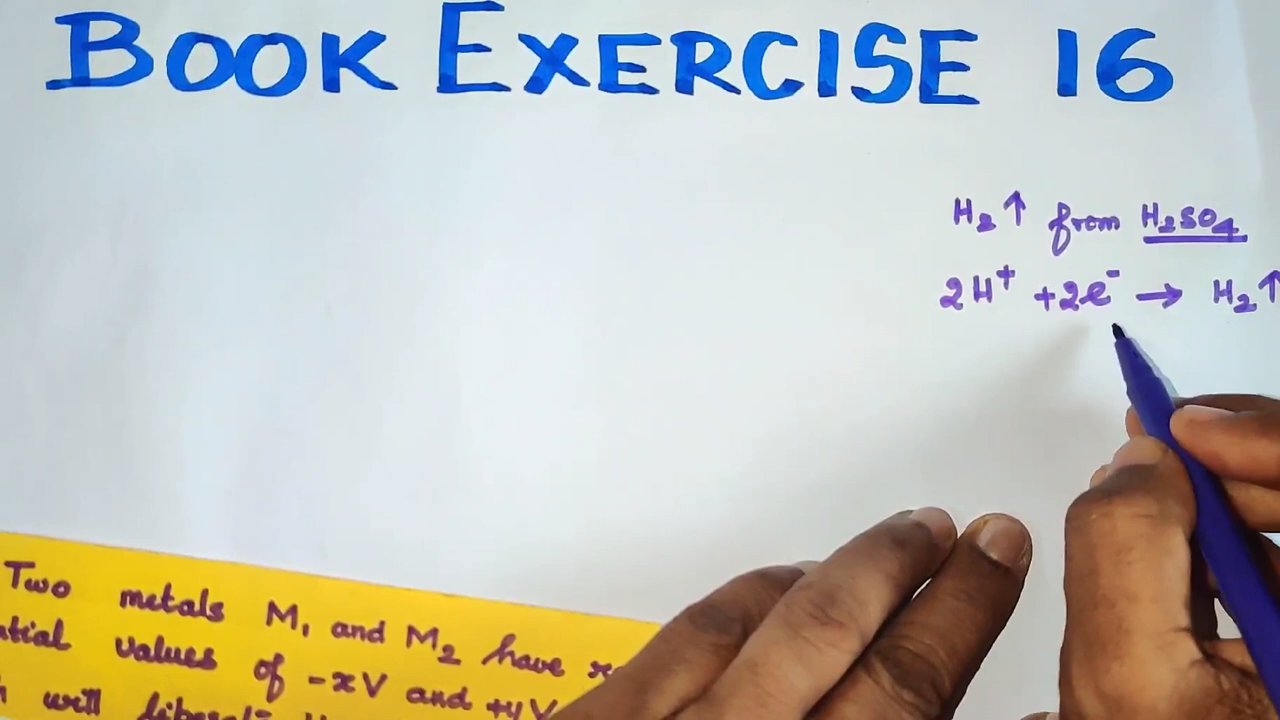 BOOK EXERCISE 16
H₂↑ from H₂SO₄
2H⁺ + 2e⁻ → H₂↑
Two metals M₁ and M₂ have
values of -xV and +yV
will